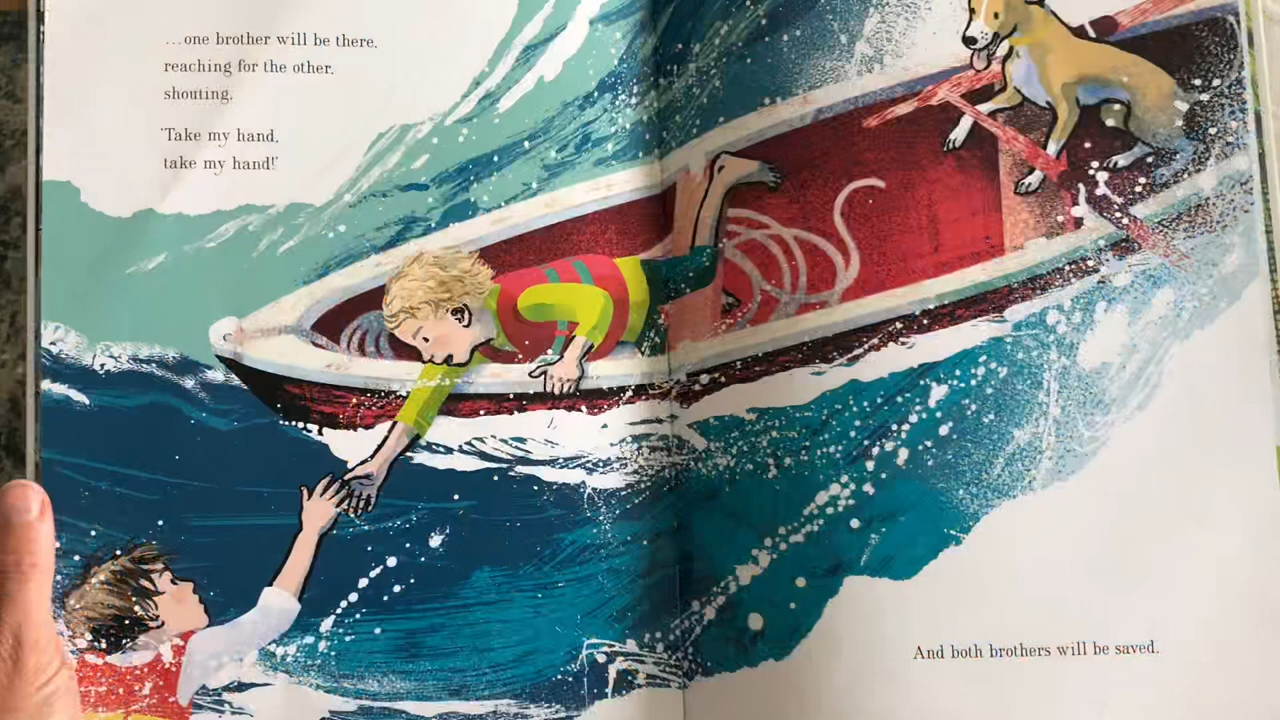 ...one brother will be there,
reaching for the other,
shouting,
'Take my hand,
take my hand!'
And both brothers will be saved.